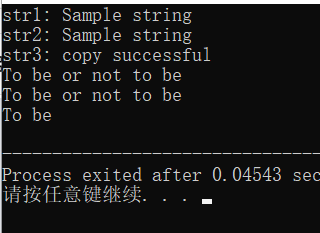 str1: Sample string
str2: Sample string
str3: copy successful
To be or not to be
To be or not to be
To be
--------------------------------
Process exited after 0.04543 sec
请按任意键继续. . .